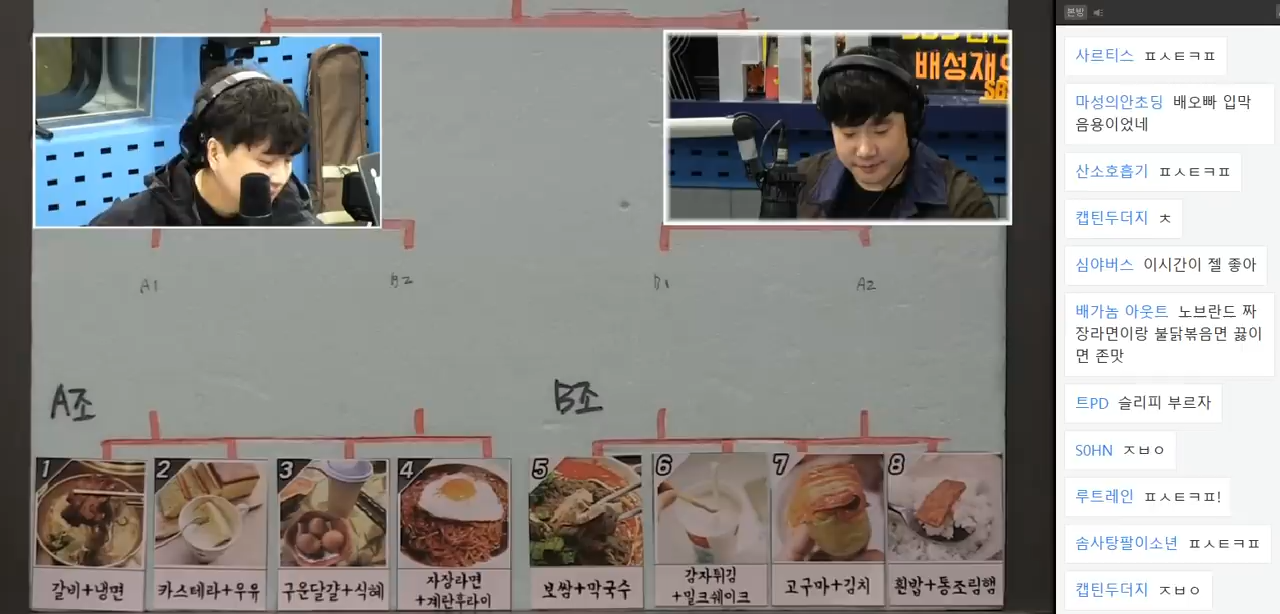 배성재의
A1
B2
B1
A2
A조
B조
1
2
3
4
5
6
7
8
갈비+냉면
카스테라+우유
구운달걀+식혜
자장라면
+계란후라이
보쌈+막국수
감자튀김
+밀크쉐이크
고구마+김치
흰밥+통조림햄
본방
사르티스 ㅍㅅㅌㅋㅍ
마성의안초딩 배오빠 입막
음용이었네
산소호흡기 ㅍㅅㅌㅋㅍ
캡틴두더지 ㅊ
심야버스 이시간이 젤 좋아
배가놈 아웃트 노브란드 짜
장라면이랑 불닭볶음면 끓이
면 존맛
트PD 슬리피 부르자
S0HN ㅈㅂㅇ
루트레인 ㅍㅅㅌㅋㅍ!
솜사탕팔이소년 ㅍㅅㅌㅋㅍ
캡틴두더지 ㅈㅂㅇ